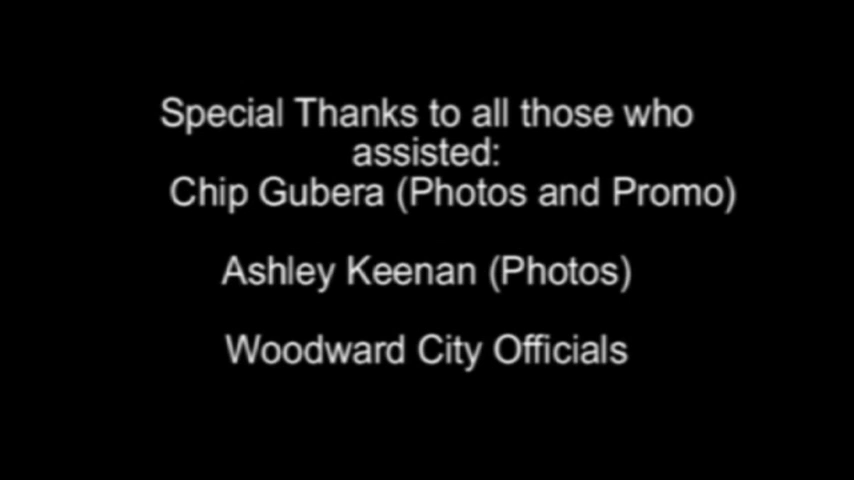 Special Thanks to all those who
assisted:
Chip Gubera (Photos and Promo)
Ashley Keenan (Photos)
Woodward City Officials